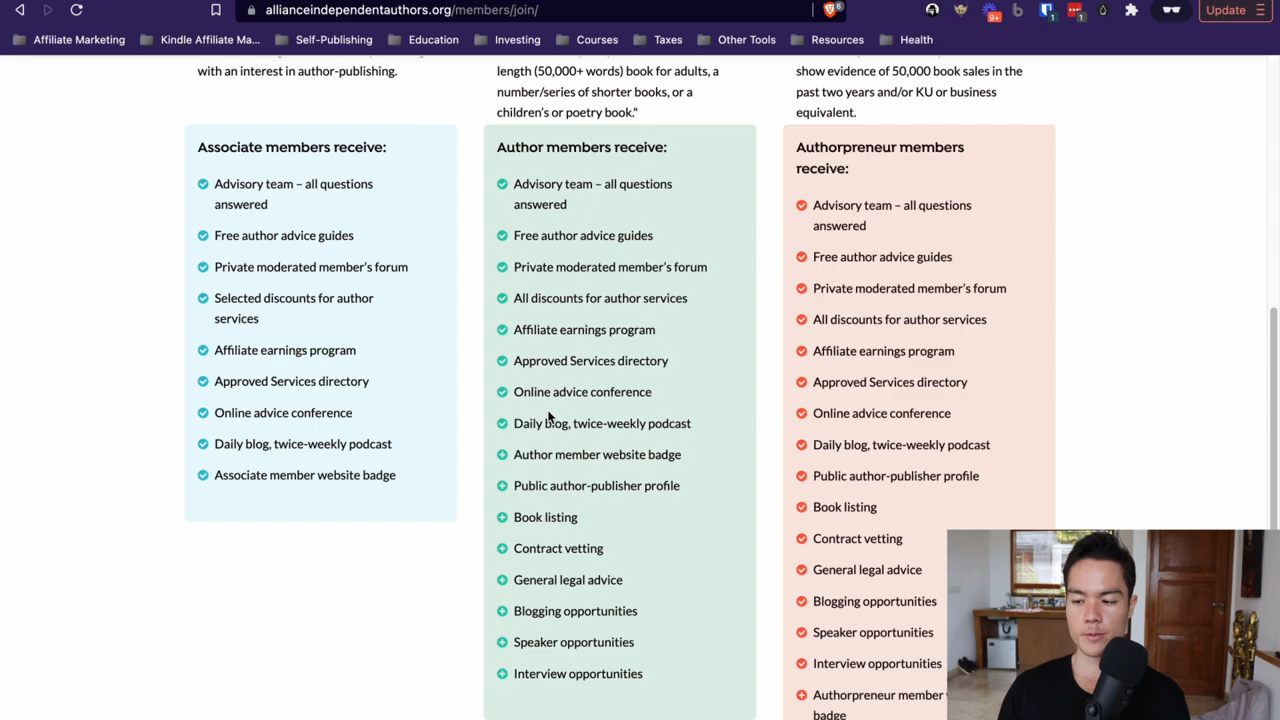 allianceindependentauthors.org/members/join/
6
9+
1
1
Update
Affiliate Marketing
Kindle Affiliate Ma...
Self-Publishing
Education
Investing
Courses
Taxes
Other Tools
Resources
Health
with an interest in author-publishing.
length (50,000+ words) book for adults, a
number/series of shorter books, or a
children's or poetry book."
show evidence of 50,000 book sales in the
past two years and/or KU or business
equivalent.
Associate members receive:
Advisory team – all questions
answered
Free author advice guides
Private moderated member's forum
Selected discounts for author
services
Affiliate earnings program
Approved Services directory
Online advice conference
Daily blog, twice-weekly podcast
Associate member website badge
Author members receive:
Advisory team – all questions
answered
Free author advice guides
Private moderated member's forum
All discounts for author services
Affiliate earnings program
Approved Services directory
Online advice conference
Daily blog, twice-weekly podcast
Author member website badge
Public author-publisher profile
Book listing
Contract vetting
General legal advice
Blogging opportunities
Speaker opportunities
Interview opportunities
Authorpreneur members
receive:
Advisory team – all questions
answered
Free author advice guides
Private moderated member's forum
All discounts for author services
Affiliate earnings program
Approved Services directory
Online advice conference
Daily blog, twice-weekly podcast
Public author-publisher profile
Book listing
Contract vetting
General legal advice
Blogging opportunities
Speaker opportunities
Interview opportunities
Authorpreneur member
badge